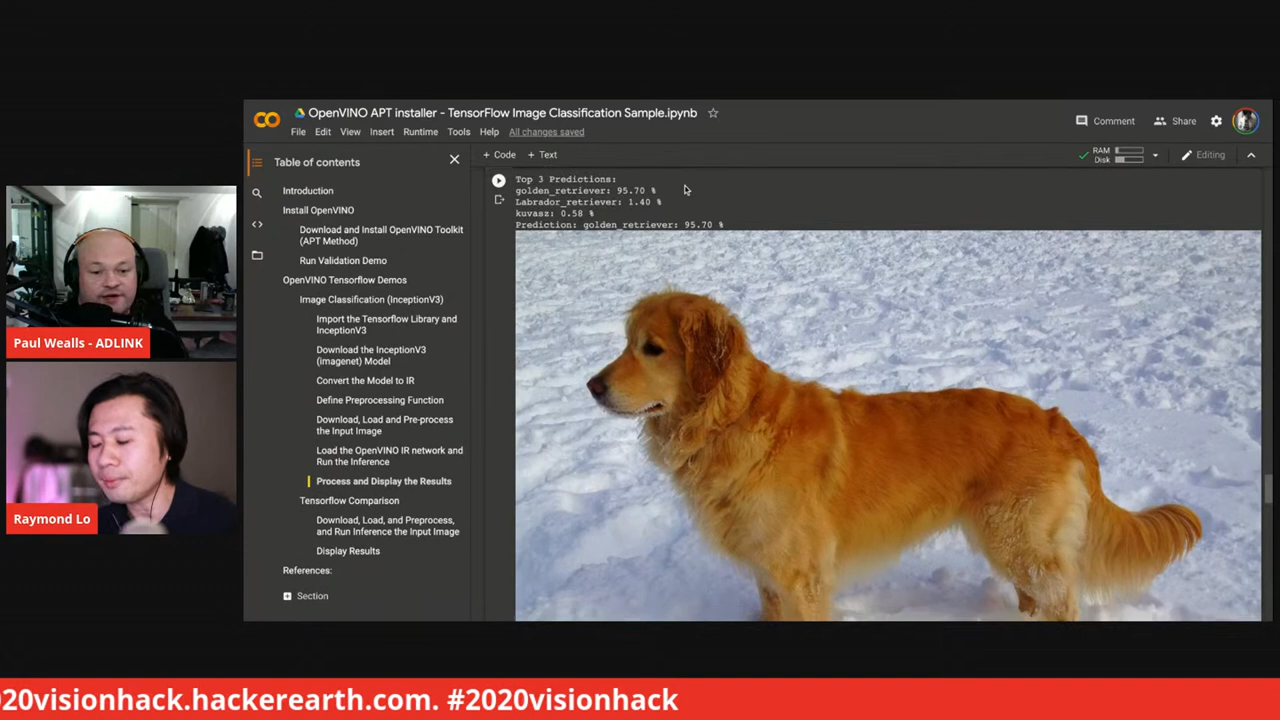 OpenVINO APT installer - TensorFlow Image Classification Sample.ipynb
File Edit View Insert Runtime Tools Help All changes saved
Comment
Share
Table of contents
+ Code + Text
RAM
Disk
Editing
Introduction
Install OpenVINO
Download and Install OpenVINO Toolkit
(APT Method)
Run Validation Demo
OpenVINO Tensorflow Demos
Image Classification (InceptionV3)
Import the Tensorflow Library and
InceptionV3
Download the InceptionV3
(imagenet) Model
Convert the Model to IR
Define Preprocessing Function
Download, Load and Pre-process
the Input Image
Load the OpenVINO IR network and
Run the Inference
Process and Display the Results
Tensorflow Comparison
Download, Load, and Preprocess,
and Run Inference the Input Image
Display Results
References:
Section
Top 3 Predictions:
golden_retriever: 95.70 %
Labrador_retriever: 1.40 %
kuvasz: 0.58 %
Prediction: golden_retriever: 95.70 %
Paul Wealls - ADLINK
Raymond Lo
020visionhack.hackerearth.com. #2020visionhack